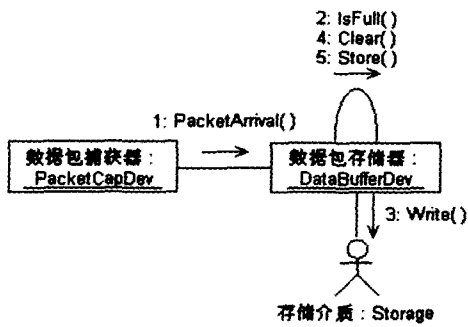 2: IsFull( )
4: Clear( )
5: Store( )
1: PacketArrival( )
数据包捕获器：
PacketCapDev
数据包存储器：
DataBufferDev
3: Write( )
存储介质：Storage